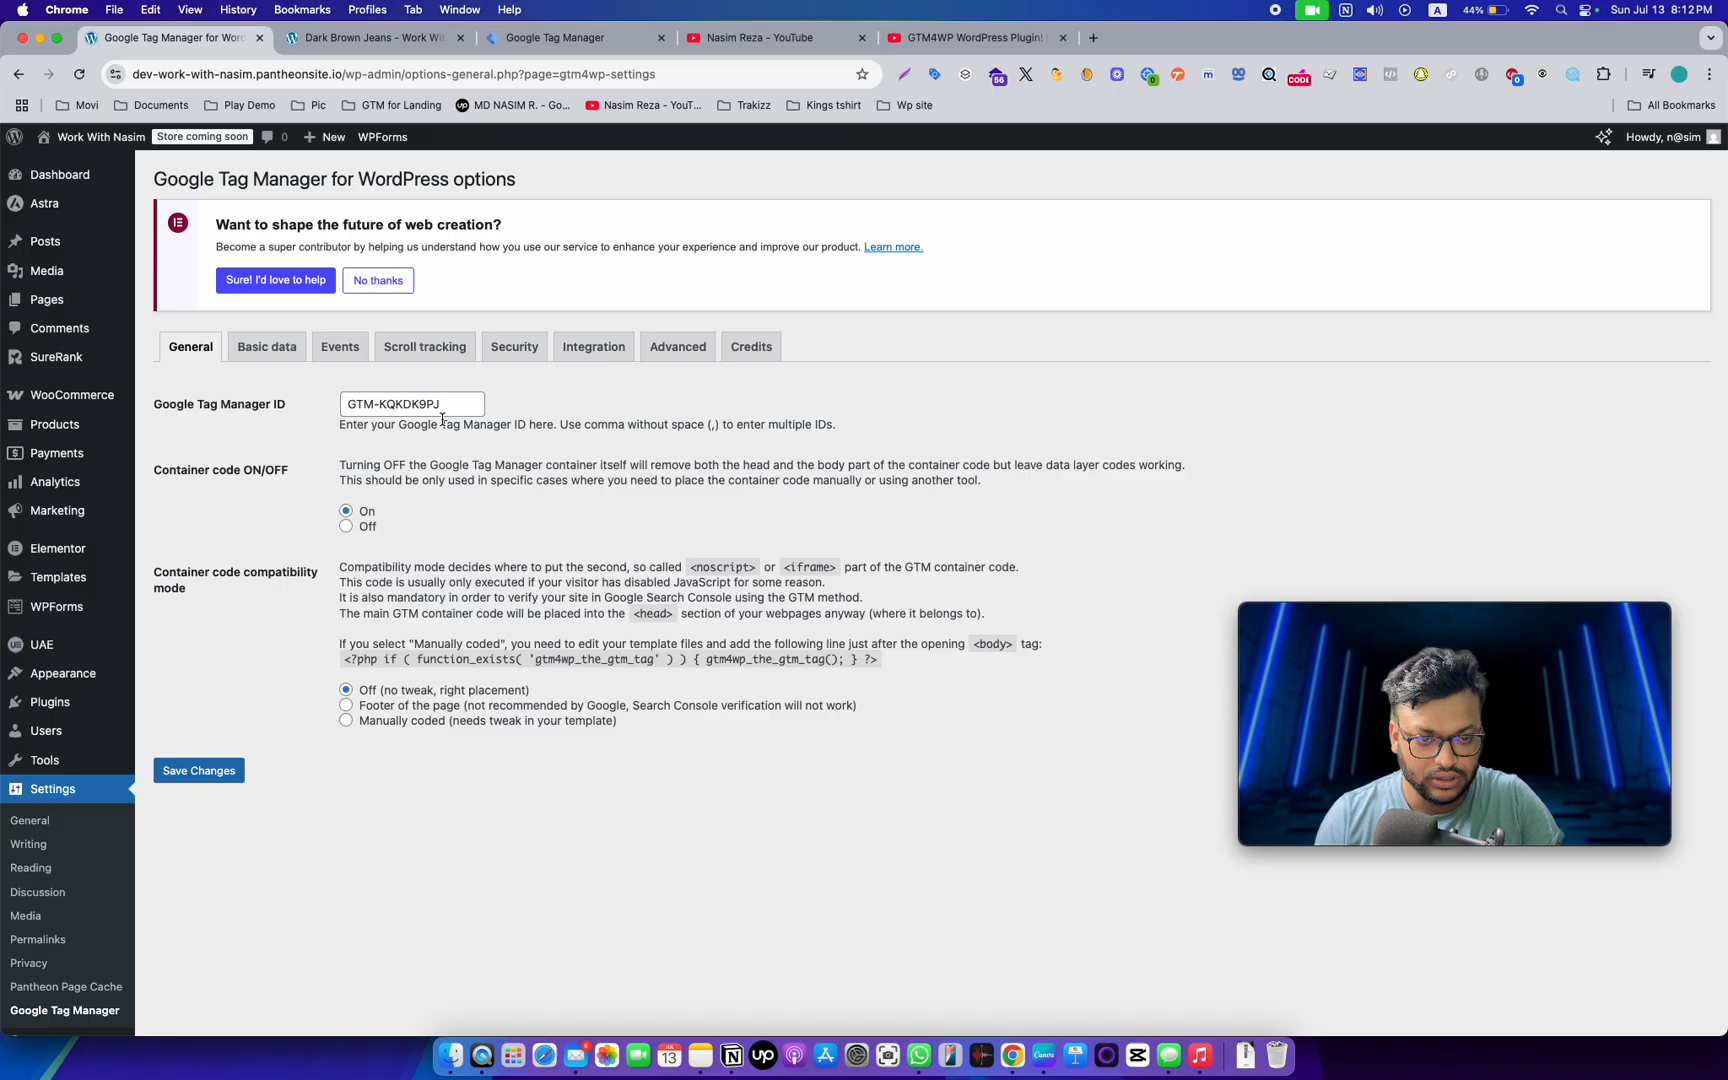 Chrome File Edit View History Bookmarks Profiles Tab Window Help
44% Sun Jul 13 8:12 PM
Google Tag Manager for Wor
Dark Brown Jeans - Work Wit
Google Tag Manager
Nasim Reza - YouTube
GTM4WP WordPress Plugin!
dev-work-with-nasim.pantheonsite.io/wp-admin/options-general.php?page=gtm4wp-settings
Movi Documents Play Demo Pic GTM for Landing MD NASIM R. - Go... Nasim Reza - YouT... Trakizz Kings tshirt Wp site All Bookmarks
Work With Nasim Store coming soon 0 New WPForms Howdy, n@sim
Dashboard
Astra
Posts
Media
Pages
Comments
SureRank
WooCommerce
Products
Payments
Analytics
Marketing
Elementor
Templates
WPForms
UAE
Appearance
Plugins
Users
Tools
Settings
General
Writing
Reading
Discussion
Media
Permalinks
Privacy
Pantheon Page Cache
Google Tag Manager
Google Tag Manager for WordPress options
Want to shape the future of web creation?
Become a super contributor by helping us understand how you use our service to enhance your experience and improve our product. Learn more.
Sure! I'd love to help No thanks
General Basic data Events Scroll tracking Security Integration Advanced Credits
Google Tag Manager ID
GTM-KQKDK9PJ
Enter your Google Tag Manager ID here. Use comma without space (,) to enter multiple IDs.
Container code ON/OFF
Turning OFF the Google Tag Manager container itself will remove both the head and the body part of the container code but leave data layer codes working.
This should be only used in specific cases where you need to place the container code manually or using another tool.
On
Off
Container code compatibility mode
Compatibility mode decides where to put the second, so called <noscript> or <iframe> part of the GTM container code.
This code is usually only executed if your visitor has disabled JavaScript for some reason.
It is also mandatory in order to verify your site in Google Search Console using the GTM method.
The main GTM container code will be placed into the <head> section of your webpages anyway (where it belongs to).
If you select "Manually coded", you need to edit your template files and add the following line just after the opening <body> tag:
<?php if ( function_exists( 'gtm4wp_the_gtm_tag' ) ) { gtm4wp_the_gtm_tag(); } ?>
Off (no tweak, right placement)
Footer of the page (not recommended by Google, Search Console verification will not work)
Manually coded (needs tweak in your template)
Save Changes